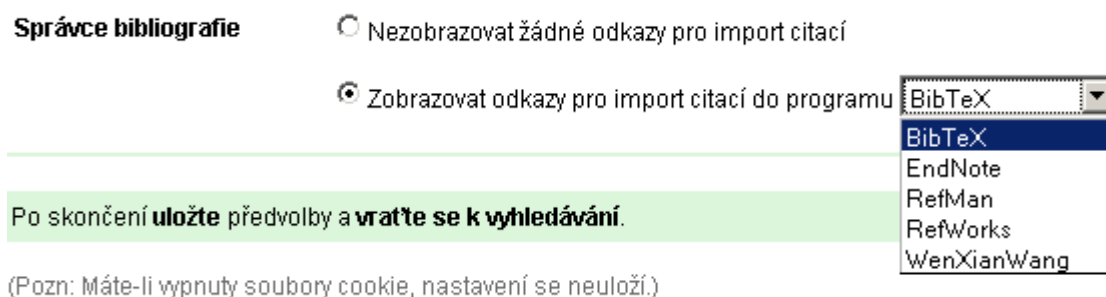 Správce bibliografie Nezobrazovat žádné odkazy pro import citací
Zobrazovat odkazy pro import citací do programu BibTeX
BibTeX
EndNote
RefMan
RefWorks
WenXianWang
Po skončení uložte předvolby a vraťte se k vyhledávání.
(Pozn: Máte-li vypnuty soubory cookie, nastavení se neuloží.)